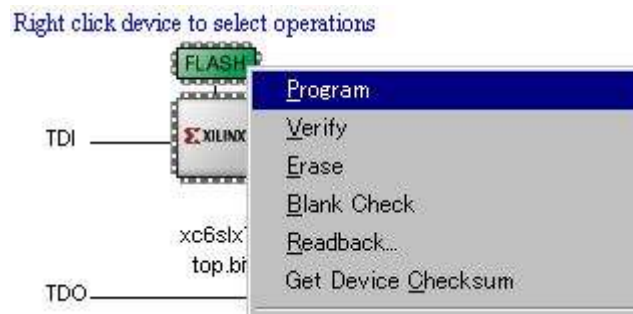 Right click device to select operations
FLASH
Program
Verify
Erase
Blank Check
Readback...
Get Device Checksum
TDI
XILINX
TDO